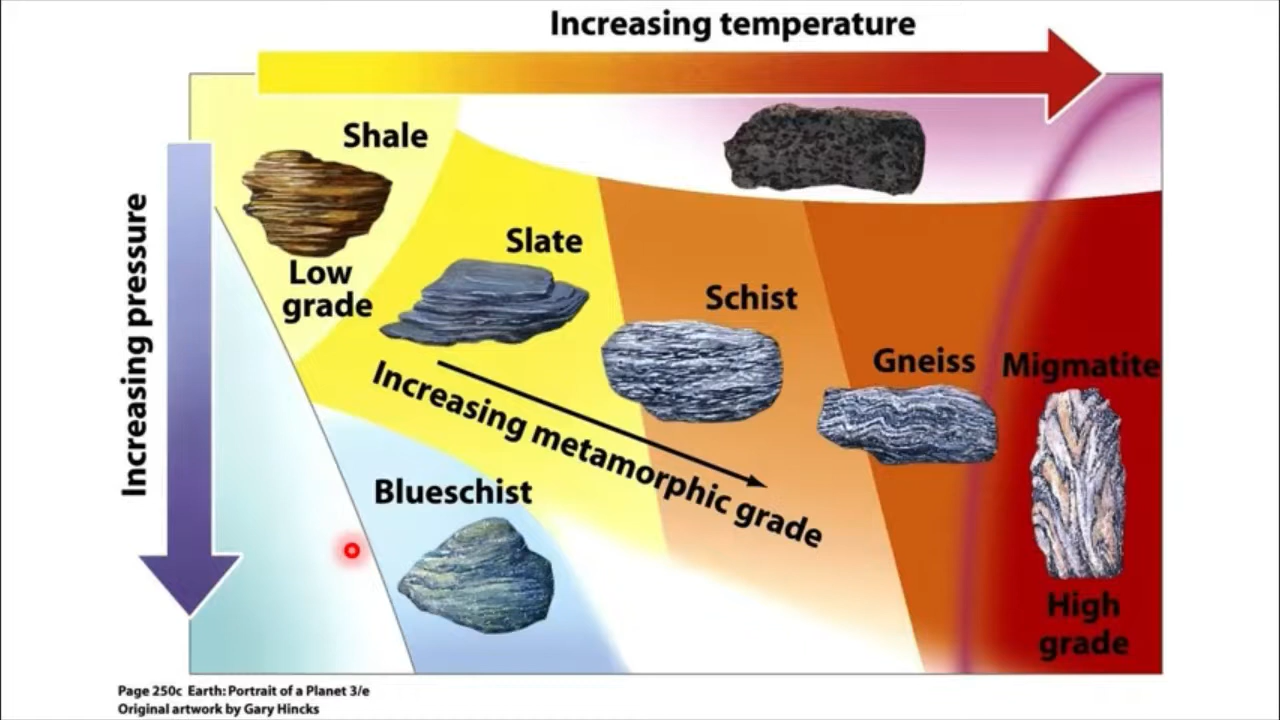 Increasing temperature
Increasing pressure
Shale
Low
grade
Slate
Schist
Gneiss
Migmatite
Increasing metamorphic grade
Blueschist
High
grade
Page 250c Earth: Portrait of a Planet 3/e
Original artwork by Gary Hincks